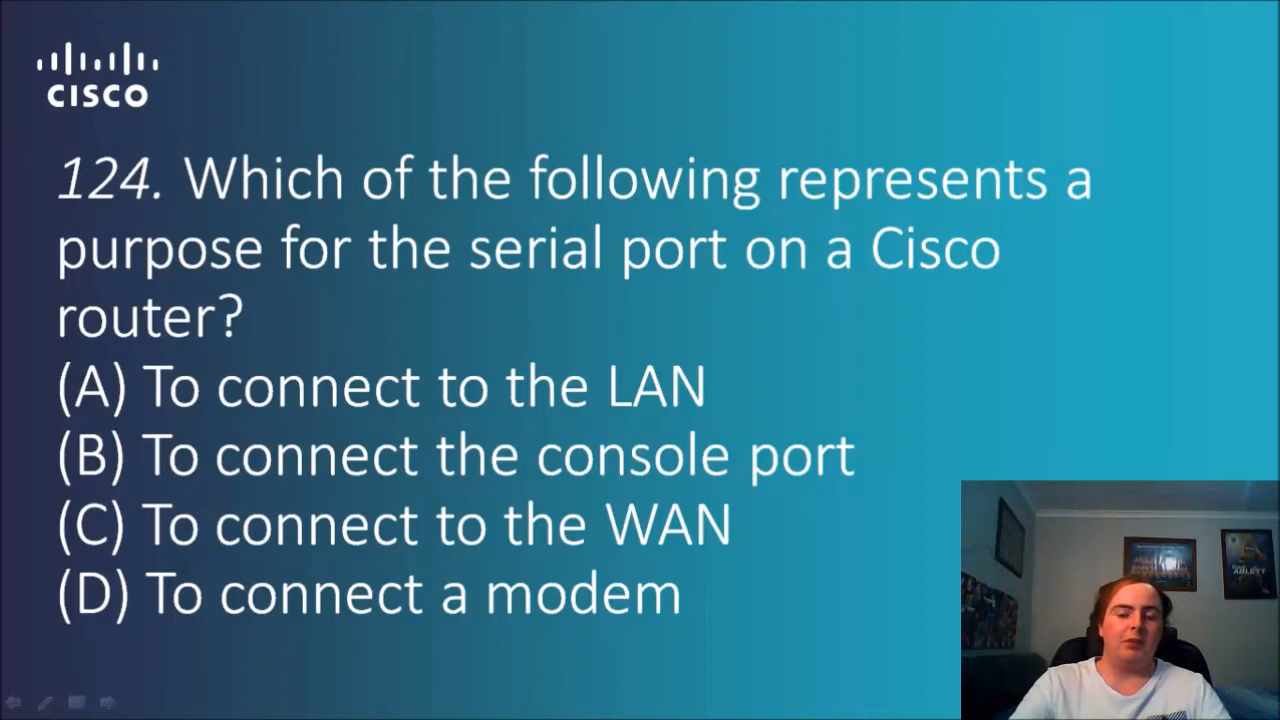 CISCO
124. Which of the following represents a
purpose for the serial port on a Cisco
router?
(A) To connect to the LAN
(B) To connect the console port
(C) To connect to the WAN
(D) To connect a modem
ABLETT